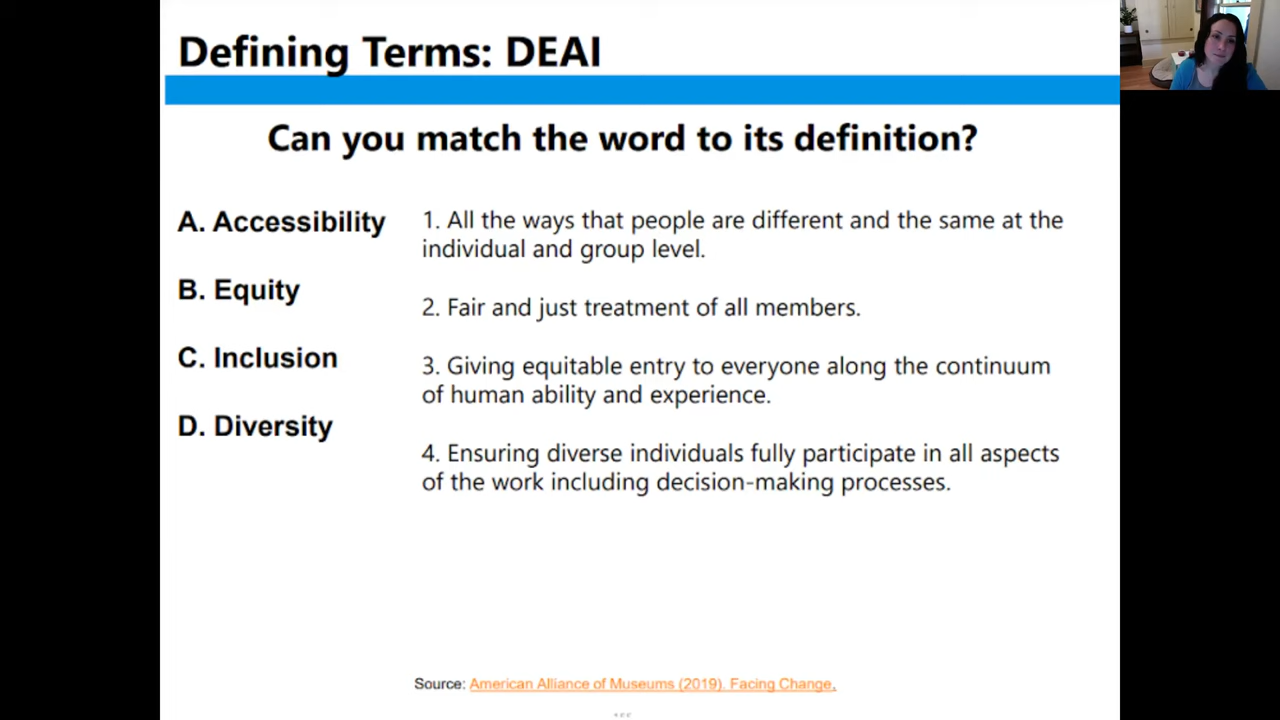 Defining Terms: DEAI
Can you match the word to its definition?
A. Accessibility
B. Equity
C. Inclusion
D. Diversity
1. All the ways that people are different and the same at the
individual and group level.
2. Fair and just treatment of all members.
3. Giving equitable entry to everyone along the continuum
of human ability and experience.
4. Ensuring diverse individuals fully participate in all aspects
of the work including decision-making processes.
Source: American Alliance of Museums (2019). Facing Change.